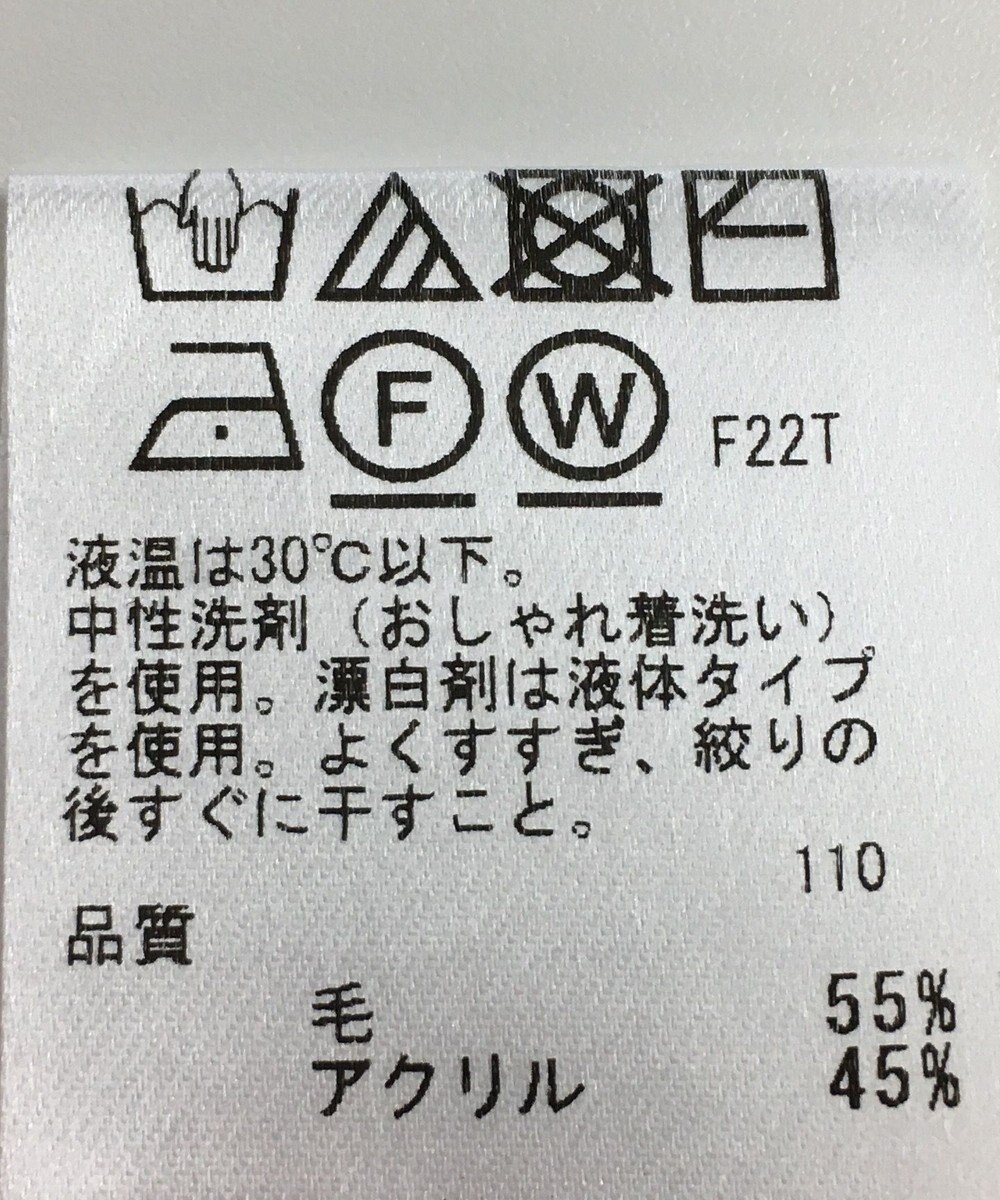 F
W
F22T
液温は30℃以下。
中性洗剤（おしゃれ着洗い）
を使用。漂白剤は液体タイプ
を使用。よくすすぎ、絞りの
後すぐに干すこと。
110
品質
毛 55%
アクリル 45%